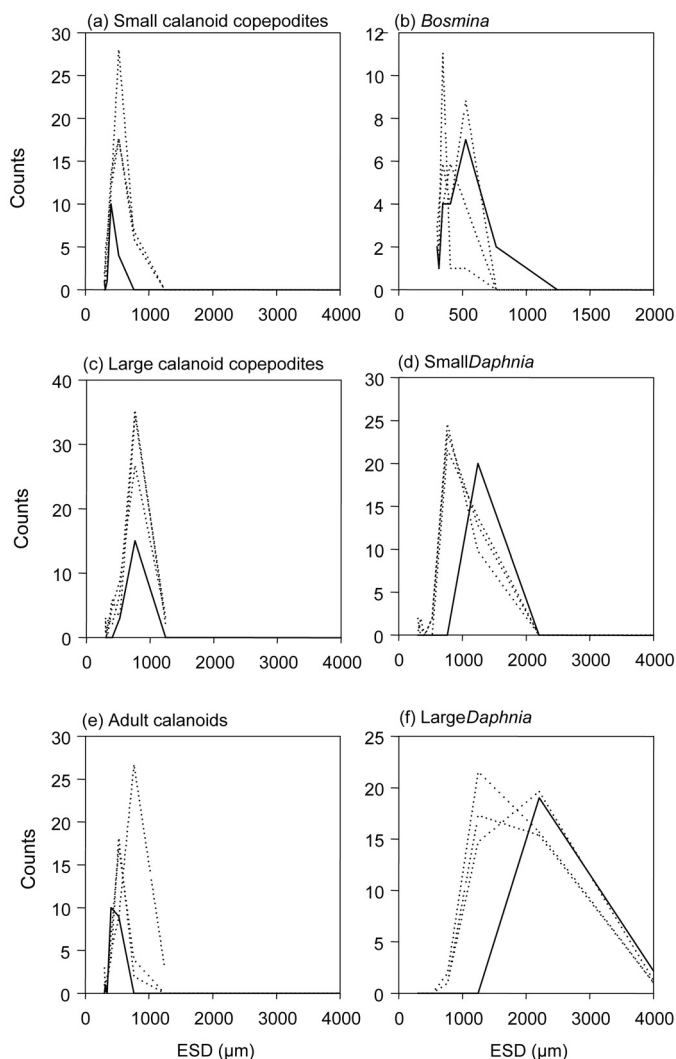 (a) Small calanoid copepodites
(b) Bosmina
30
25
20
15
10
5
0
Counts
0 1000 2000 3000 4000
12
10
8
6
4
2
0
0 500 1000 1500 2000
(c) Large calanoid copepodites
(d) SmallDaphnia
40
30
20
10
0
Counts
0 1000 2000 3000 4000
30
25
20
15
10
5
0
0 1000 2000 3000 4000
(e) Adult calanoids
(f) LargeDaphnia
30
25
20
15
10
5
0
Counts
0 1000 2000 3000 4000
ESD (μm)
25
20
15
10
5
0
0 1000 2000 3000 4000
ESD (μm)